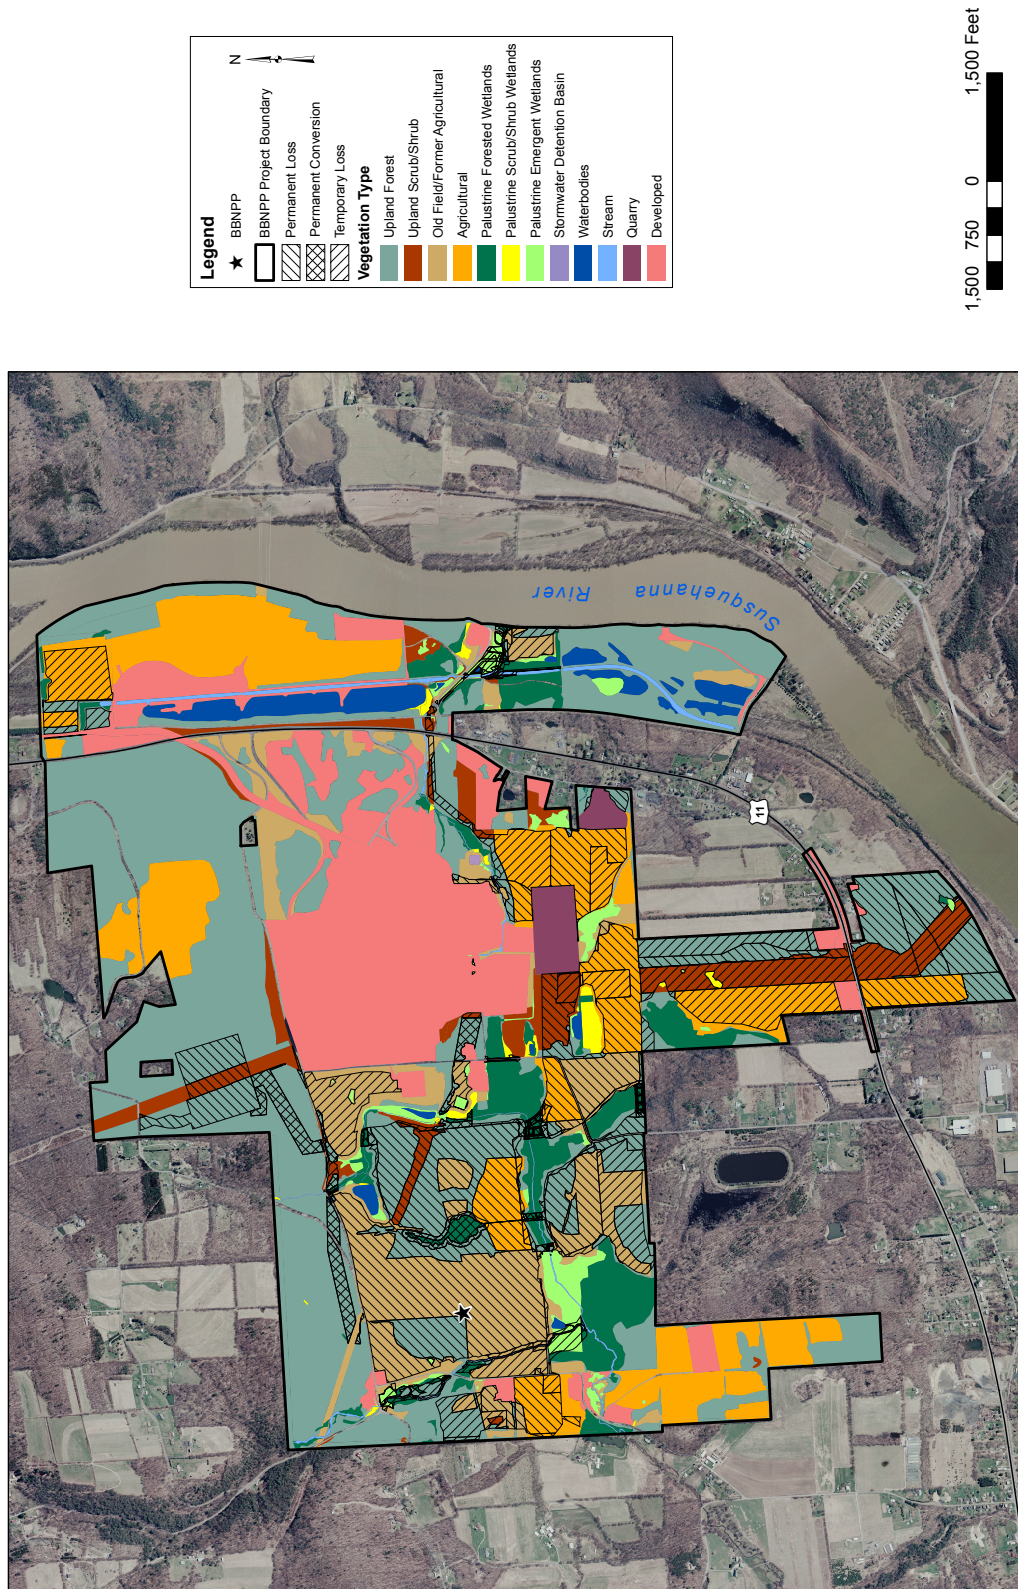 Legend
BBNPP
N
BBNPP Project Boundary
Permanent Loss
Permanent Conversion
Temporary Loss
Vegetation Type
Upland Forest
Upland Scrub/Shrub
Old Field/Former Agricultural
Agricultural
Palustrine Forested Wetlands
Palustrine Scrub/Shrub Wetlands
Palustrine Emergent Wetlands
Stormwater Detention Basin
Waterbodies
Stream
Quarry
Developed
1,500 750 0 1,500 Feet
Susquehanna River
11